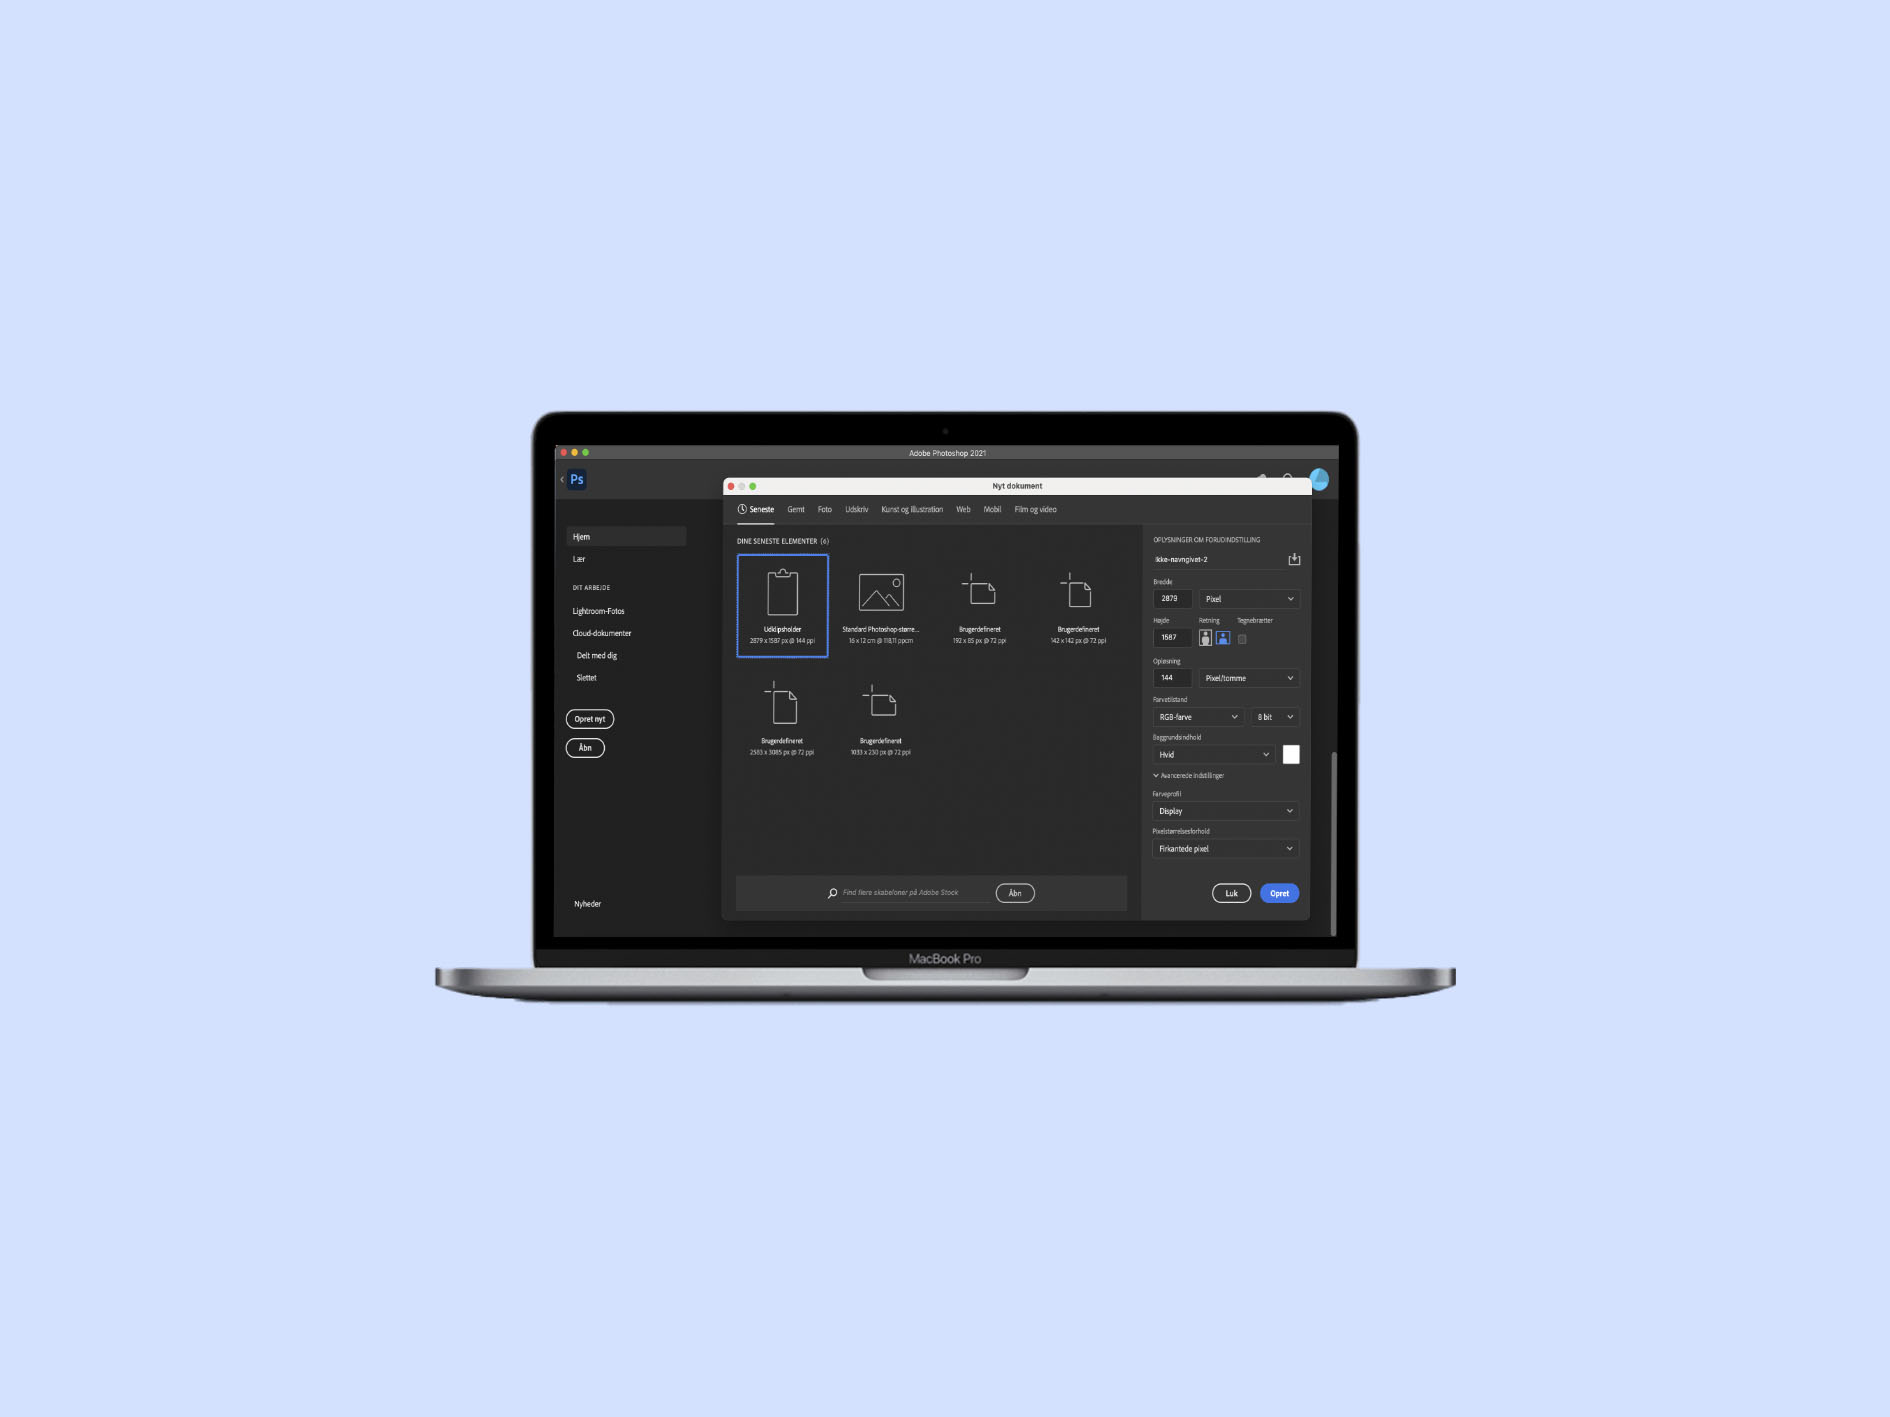 Adobe Photoshop 2021
Ps
Nyt dokument
Seneste Gemt Foto Udskriv Kunst og illustration Web Mobil Film og video
Hjem
Lær
DIT ARBEJDE
Lightroom-Fotos
Cloud-dokumenter
Delt med dig
Slettet
Opret nyt
Åbn
Nyheder
DINE SENESTE ELEMENTER (6)
Udklipsholder
2879 x 1587 px @ 144 ppi
Standard Photoshop-større...
16 x 12 cm @ 118,11 ppcm
Brugerdefineret
192 x 85 px @ 72 ppi
Brugerdefineret
142 x 142 px @ 72 ppi
Brugerdefineret
2583 x 3085 px @ 72 ppi
Brugerdefineret
1033 x 230 px @ 72 ppi
Find flere skabeloner på Adobe Stock
Åbn
OPLYSNINGER OM FORUDINDSTILLING
Ikke-navngivet-2
Bredde
2879 Pixel
Højde Retning Tegnebrætter
1587
Opløsning
144 Pixel/tomme
Farvetilstand
RGB-farve 8 bit
Baggrundsindhold
Hvid
Avancerede indstillinger
Farveprofil
Display
Pixelstørrelsesforhold
Firkantede pixel
Luk Opret
MacBook Pro